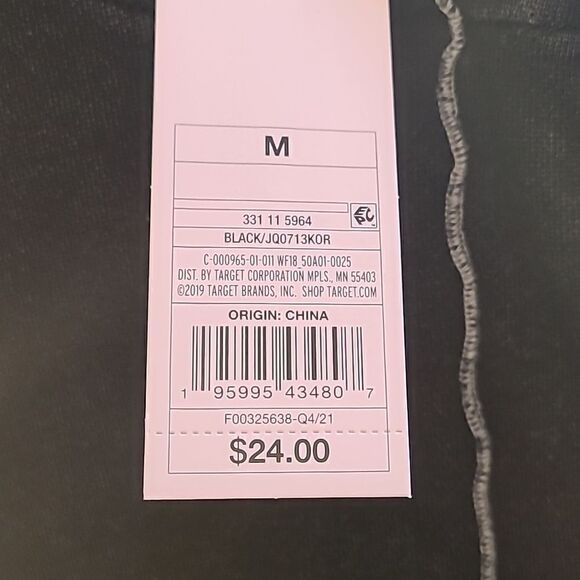 M
331 11 5964
EPC
BLACK/JQ0713KOR
C-000965-01-011 WF18 50A01-0025
DIST. BY TARGET CORPORATION MPLS., MN 55403
©2019 TARGET BRANDS, INC. SHOP TARGET.COM
ORIGIN: CHINA
1 95995 43480 7
F00325638-Q4/21
$24.00